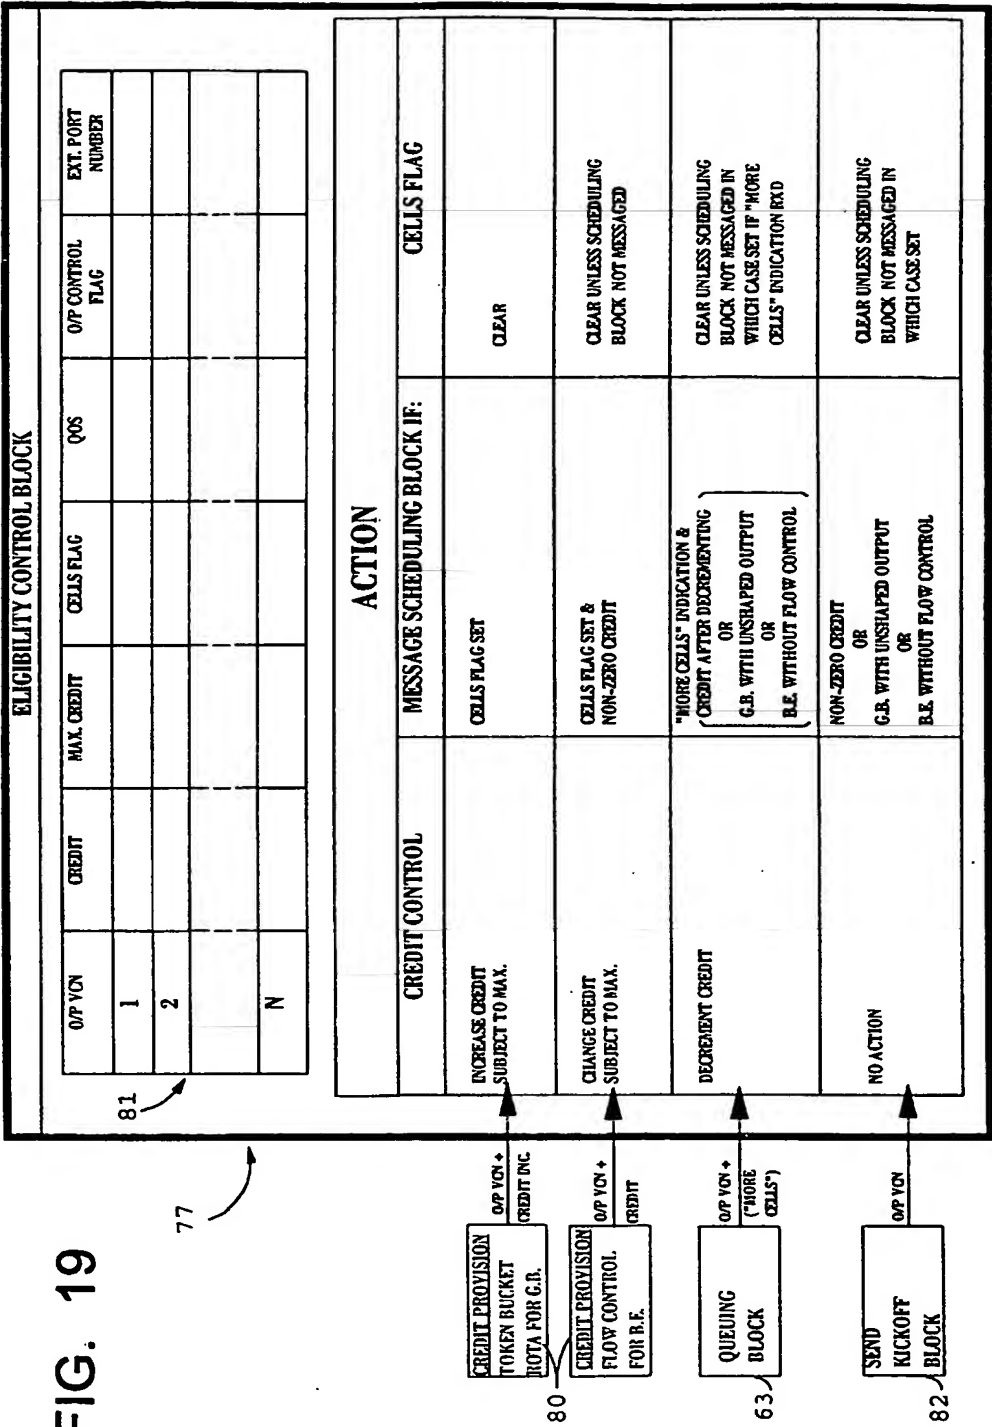 FIG. 19
77
ELIGIBILITY CONTROL BLOCK
81
O/P VCN
CREDIT
MAX. CREDIT
CELLS FLAG
QOS
O/P CONTROL
FLAG
EXT. PORT
NUMBER
1
2
N
ACTION
CREDIT CONTROL
MESSAGE SCHEDULING BLOCK IF:
CELLS FLAG
CREDIT PROVISION
TOKEN BUCKET
ROTA FOR G.B.
O/P VCN +
CREDIT INC.
INCREASE CREDIT
SUBJECT TO MAX.
CELLS FLAG SET
CLEAR
80
CREDIT PROVISION
FLOW CONTROL
FOR B.E.
O/P VCN +
CREDIT
CHANGE CREDIT
SUBJECT TO MAX.
CELLS FLAG SET &
NON-ZERO CREDIT
CLEAR UNLESS SCHEDULING
BLOCK NOT MESSAGED
63
QUEUING
BLOCK
O/P VCN +
("MORE
CELLS")
DECREMENT CREDIT
"MORE CELLS" INDICATION &
CREDIT AFTER DECREMENTING
OR
G.B. WITH UNSHAPED OUTPUT
OR
B.E. WITHOUT FLOW CONTROL
CLEAR UNLESS SCHEDULING
BLOCK NOT MESSAGED IN
WHICH CASE SET IF "MORE
CELLS" INDICATION RXD
82
SEND
KICKOFF
BLOCK
O/P VCN
NO ACTION
NON-ZERO CREDIT
OR
G.B. WITH UNSHAPED OUTPUT
OR
B.E. WITHOUT FLOW CONTROL
CLEAR UNLESS SCHEDULING
BLOCK NOT MESSAGED IN
WHICH CASE SET